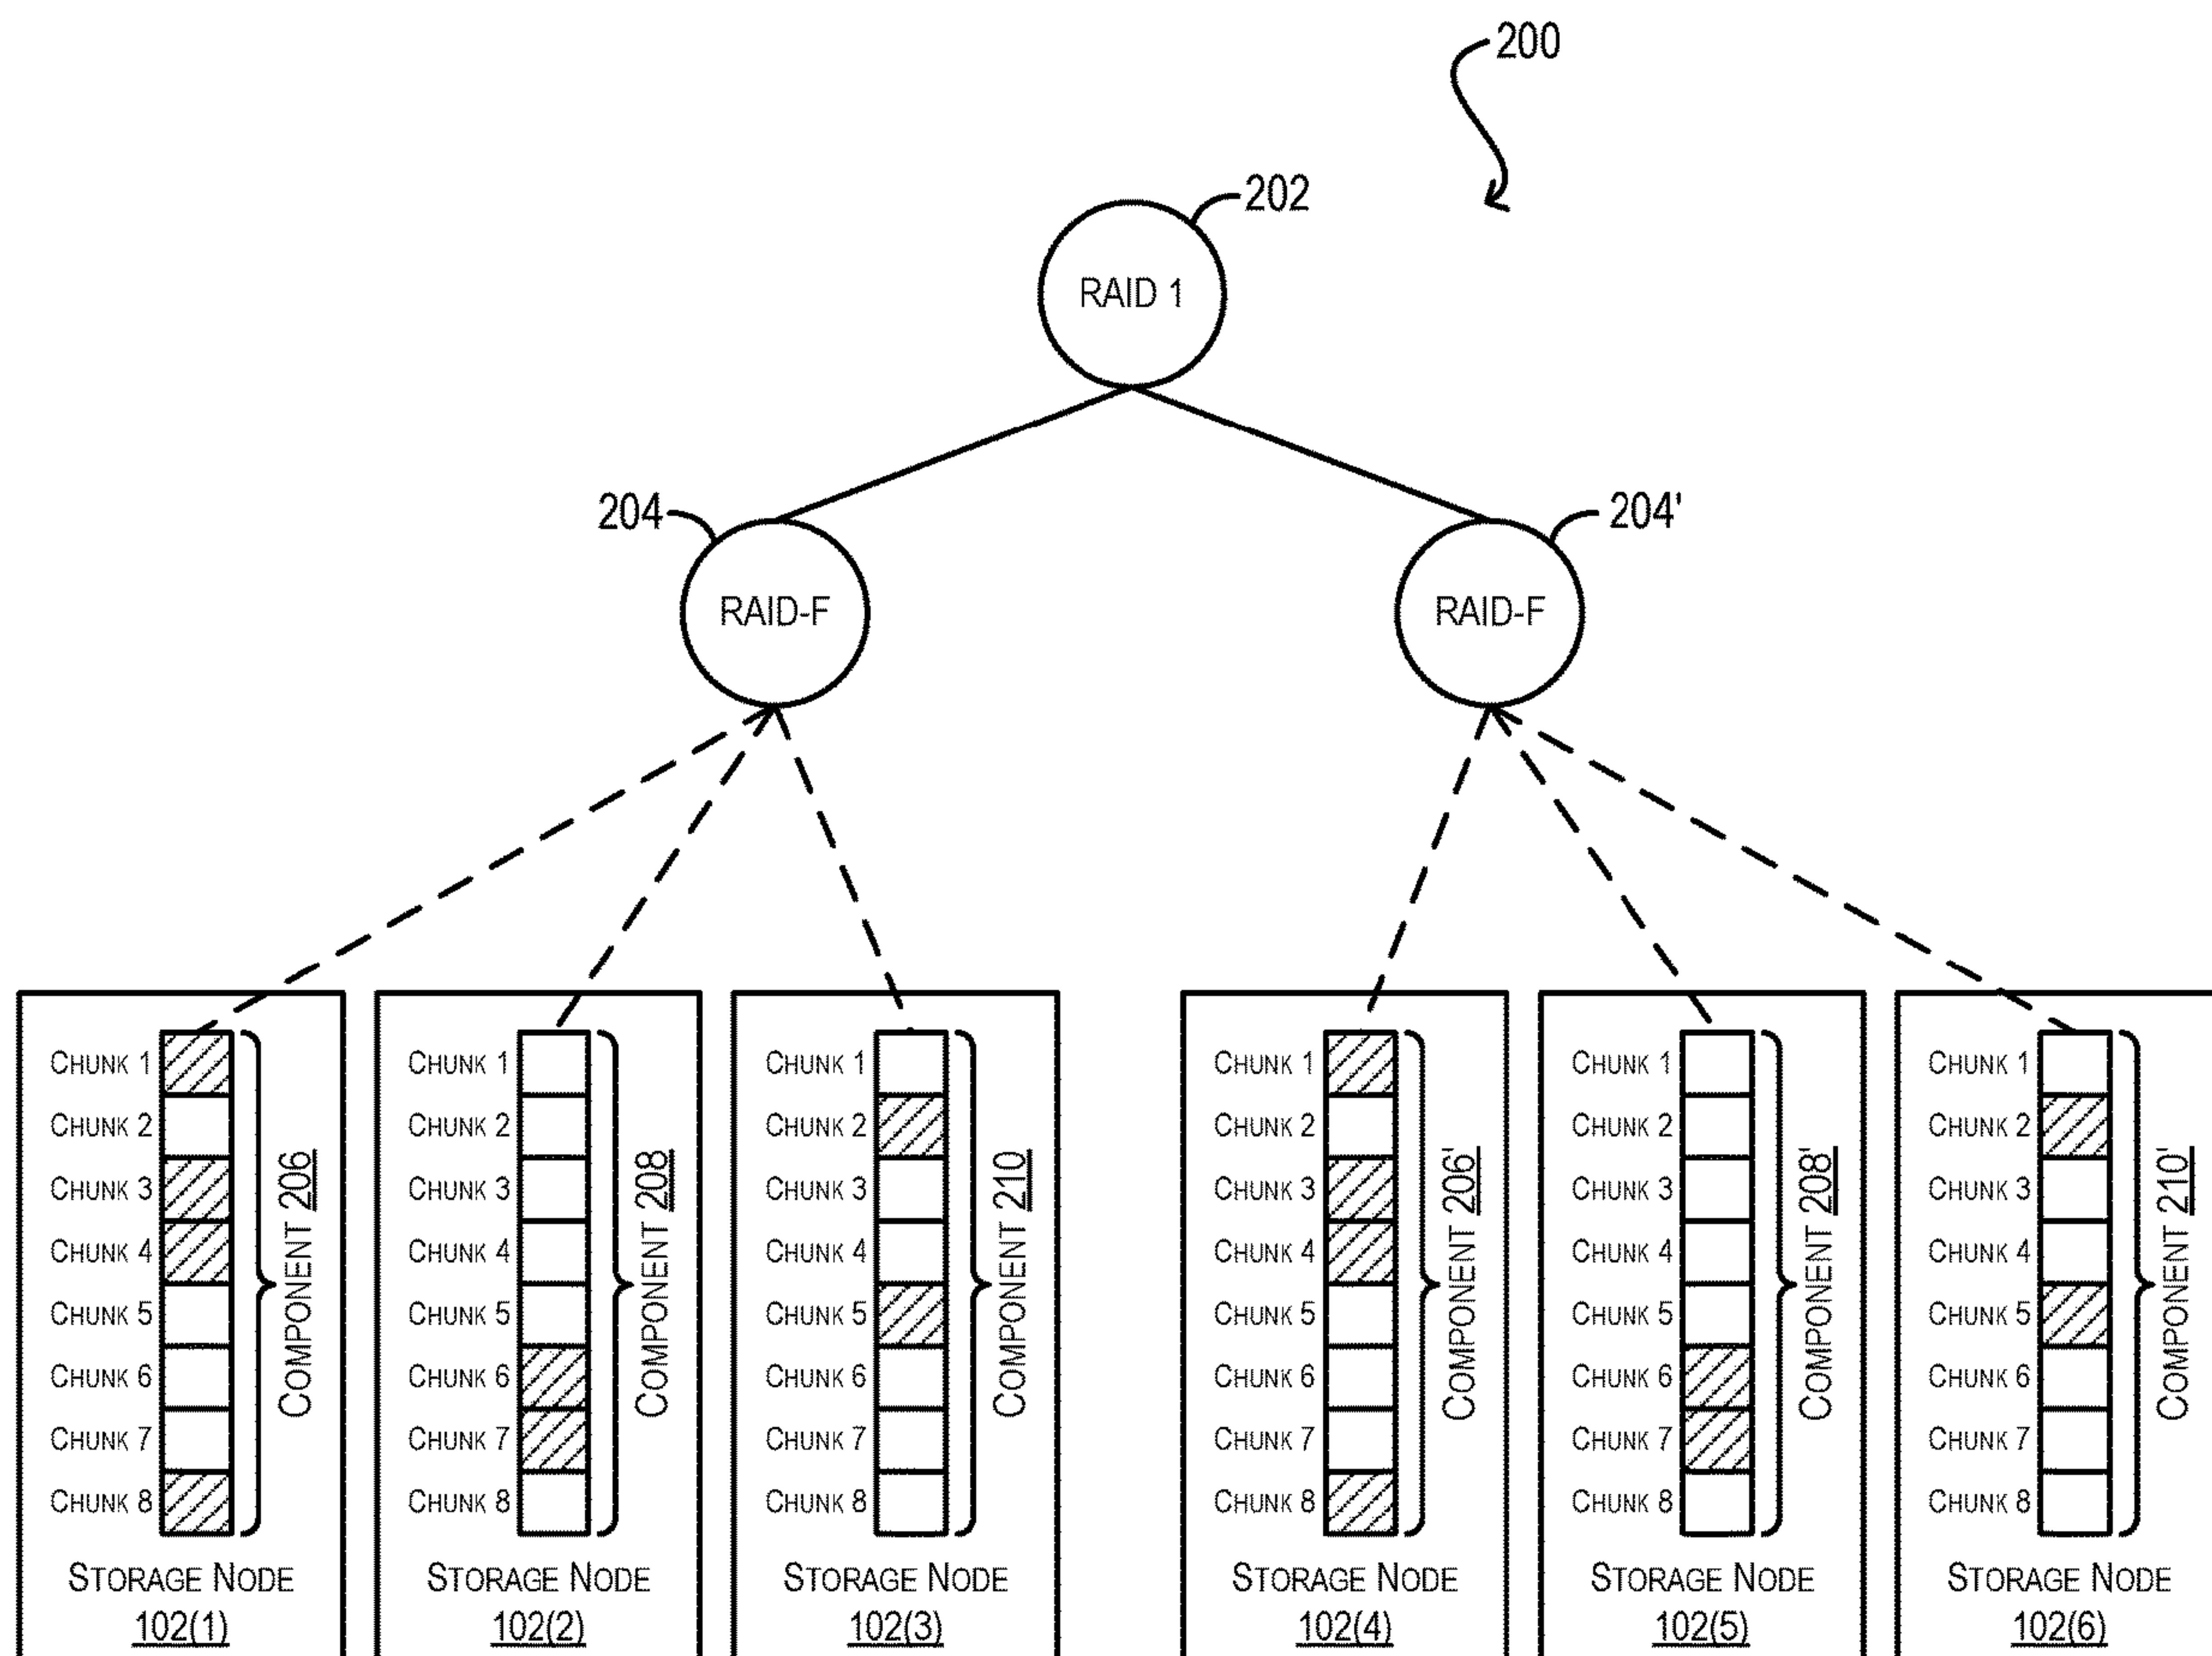 200
202
RAID 1
204
204'
RAID-F
RAID-F
CHUNK 1
CHUNK 2
CHUNK 3
CHUNK 4
CHUNK 5
CHUNK 6
CHUNK 7
CHUNK 8
COMPONENT 206
STORAGE NODE
102(1)
CHUNK 1
CHUNK 2
CHUNK 3
CHUNK 4
CHUNK 5
CHUNK 6
CHUNK 7
CHUNK 8
COMPONENT 208
STORAGE NODE
102(2)
CHUNK 1
CHUNK 2
CHUNK 3
CHUNK 4
CHUNK 5
CHUNK 6
CHUNK 7
CHUNK 8
COMPONENT 210
STORAGE NODE
102(3)
CHUNK 1
CHUNK 2
CHUNK 3
CHUNK 4
CHUNK 5
CHUNK 6
CHUNK 7
CHUNK 8
COMPONENT 206'
STORAGE NODE
102(4)
CHUNK 1
CHUNK 2
CHUNK 3
CHUNK 4
CHUNK 5
CHUNK 6
CHUNK 7
CHUNK 8
COMPONENT 208'
STORAGE NODE
102(5)
CHUNK 1
CHUNK 2
CHUNK 3
CHUNK 4
CHUNK 5
CHUNK 6
CHUNK 7
CHUNK 8
COMPONENT 210'
STORAGE NODE
102(6)